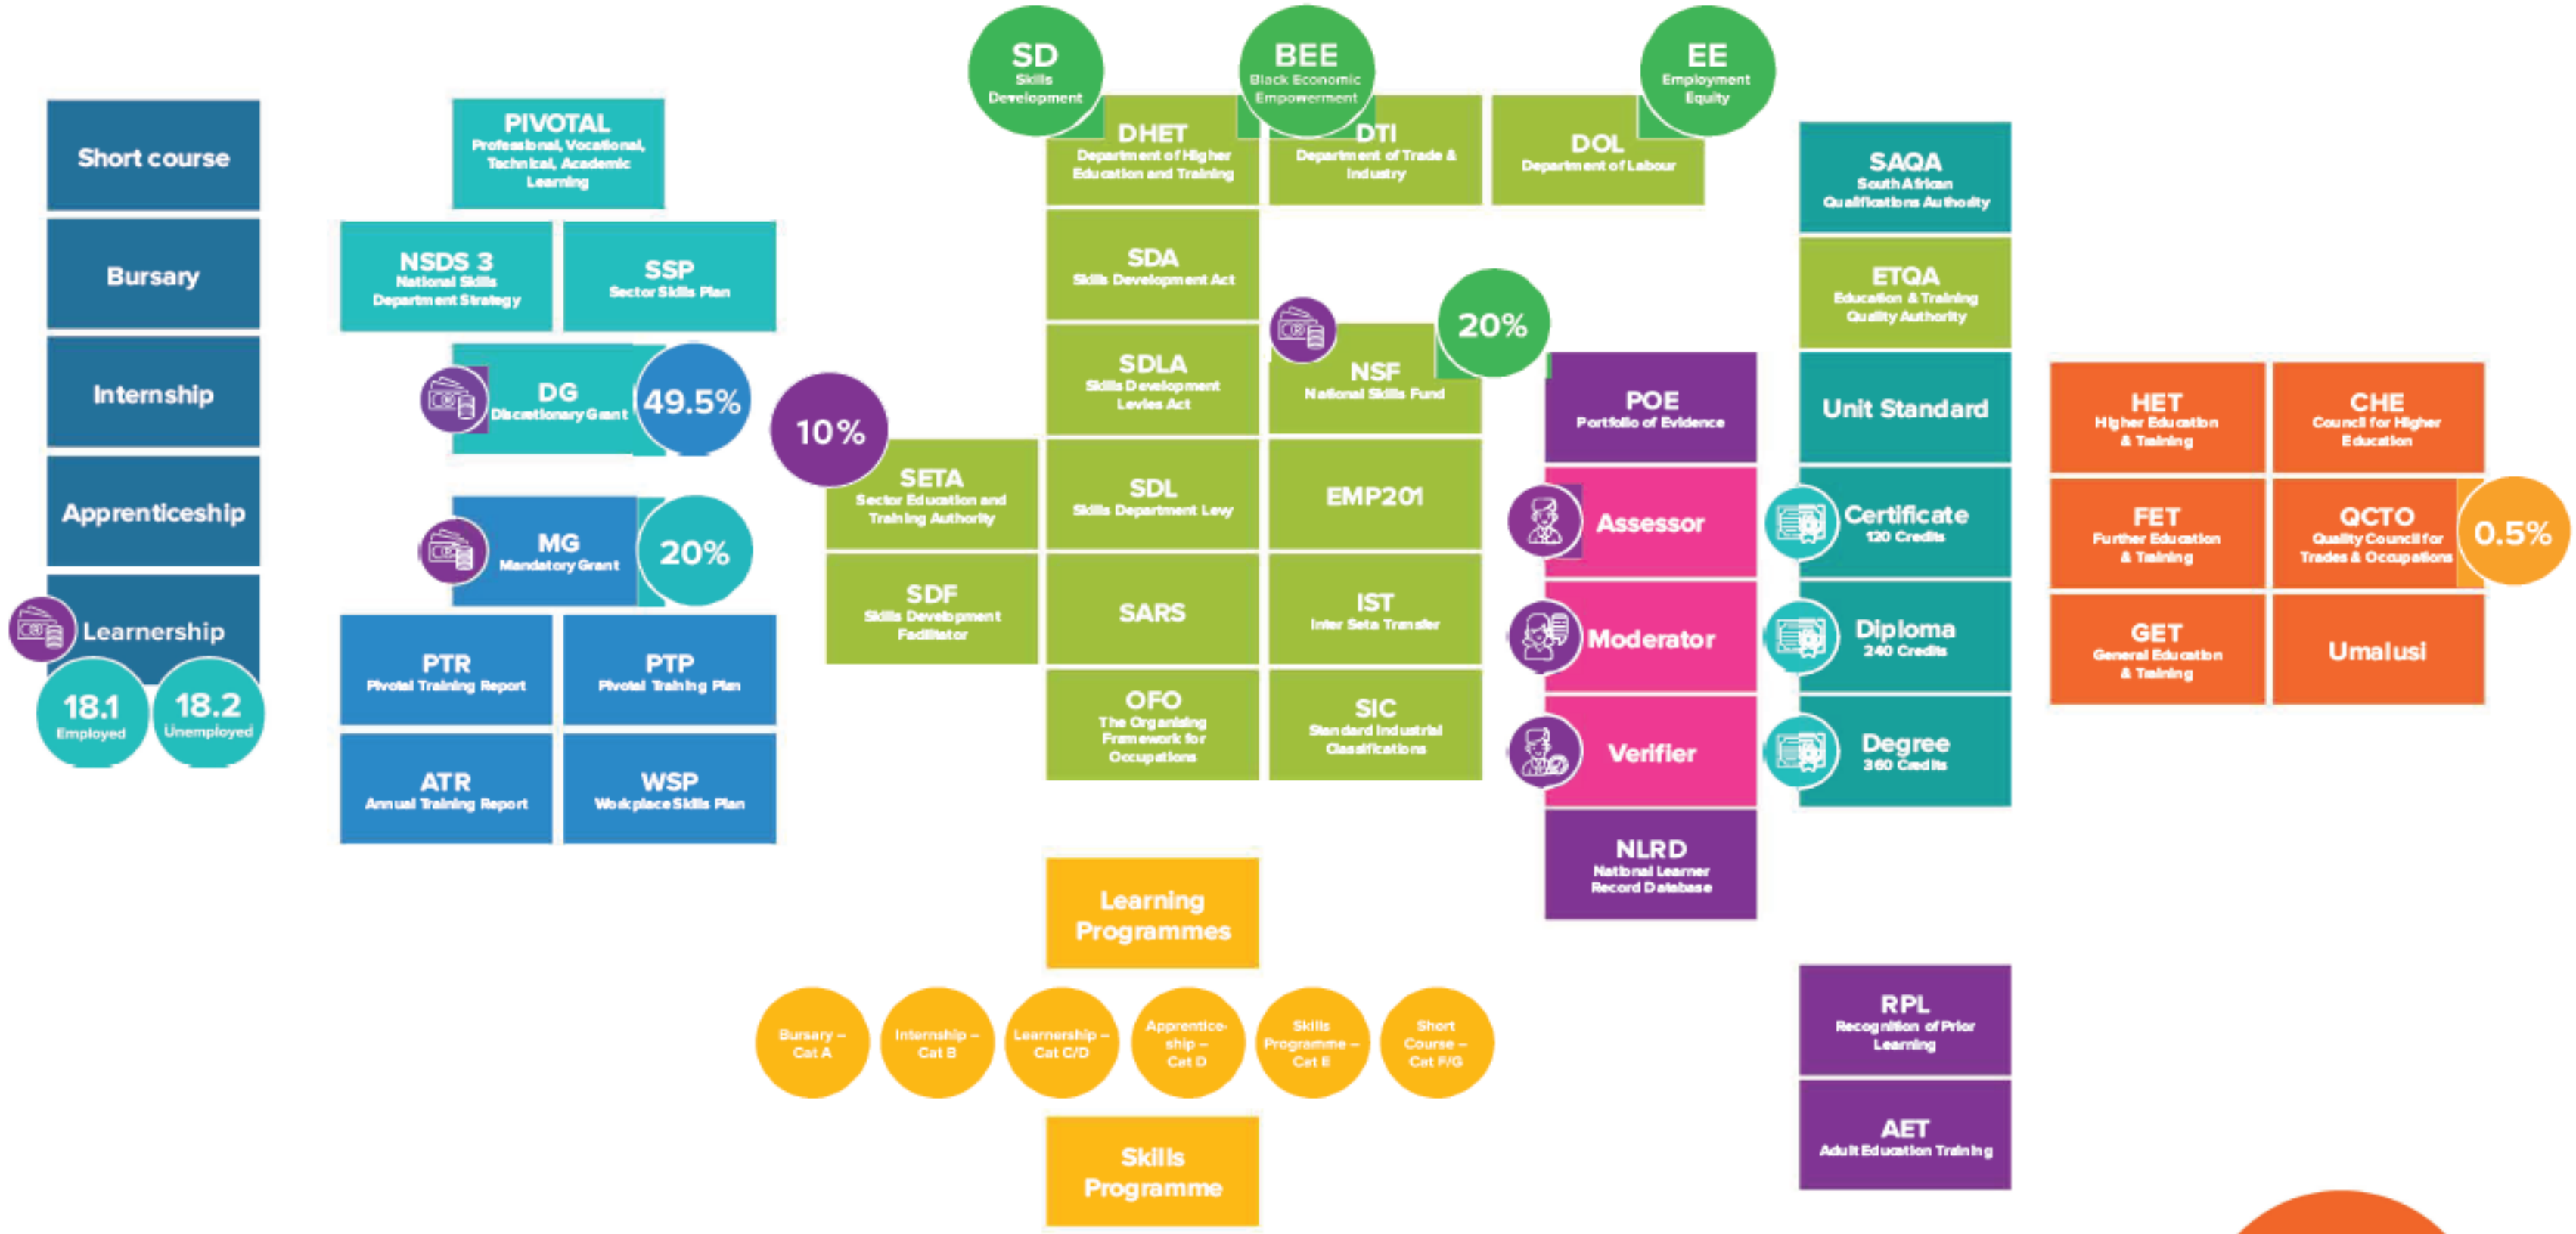 Short course
Bursary
Internship
Apprenticeship
Learnership
18.1
Employed
18.2
Unemployed
PIVOTAL
Professional, Vocational,
Technical, Academic
Learning
NSDS 3
National Skills
Department Strategy
SSP
Sector Skills Plan
DG
Discretionary Grant
49.5%
MG
Mandatory Grant
20%
PTR
Pivotal Training Report
PTP
Pivotal Training Plan
ATR
Annual Training Report
WSP
Workplace Skills Plan
SD
Skills
Development
BEE
Black Economic
Empowerment
EE
Employment
Equity
DHET
Department of Higher
Education and Training
DTI
Department of Trade &
Industry
DOL
Department of Labour
SDA
Skills Development Act
SDLA
Skills Development
Levies Act
NSF
National Skills Fund
20%
10%
SETA
Sector Education and
Training Authority
SDL
Skills Department Levy
EMP201
SDF
Skills Development
Facilitator
SARS
IST
Inter Seta Transfer
OFO
The Organising
Framework for
Occupations
SIC
Standard Industrial
Classifications
Learning
Programmes
Bursary –
Cat A
Internship –
Cat B
Learnership –
Cat C/D
Apprentice-
ship –
Cat D
Skills
Programme –
Cat E
Short
Course –
Cat F/G
Skills
Programme
POE
Portfolio of Evidence
Assessor
Moderator
Verifier
NLRD
National Learner
Record Database
SAQA
South African
Qualifications Authority
ETQA
Education & Training
Quality Authority
Unit Standard
Certificate
120 Credits
Diploma
240 Credits
Degree
360 Credits
RPL
Recognition of Prior
Learning
AET
Adult Education Training
HET
Higher Education
& Training
CHE
Council for Higher
Education
FET
Further Education
& Training
QCTO
Quality Council for
Trades & Occupations
0.5%
GET
General Education
& Training
Umalusi